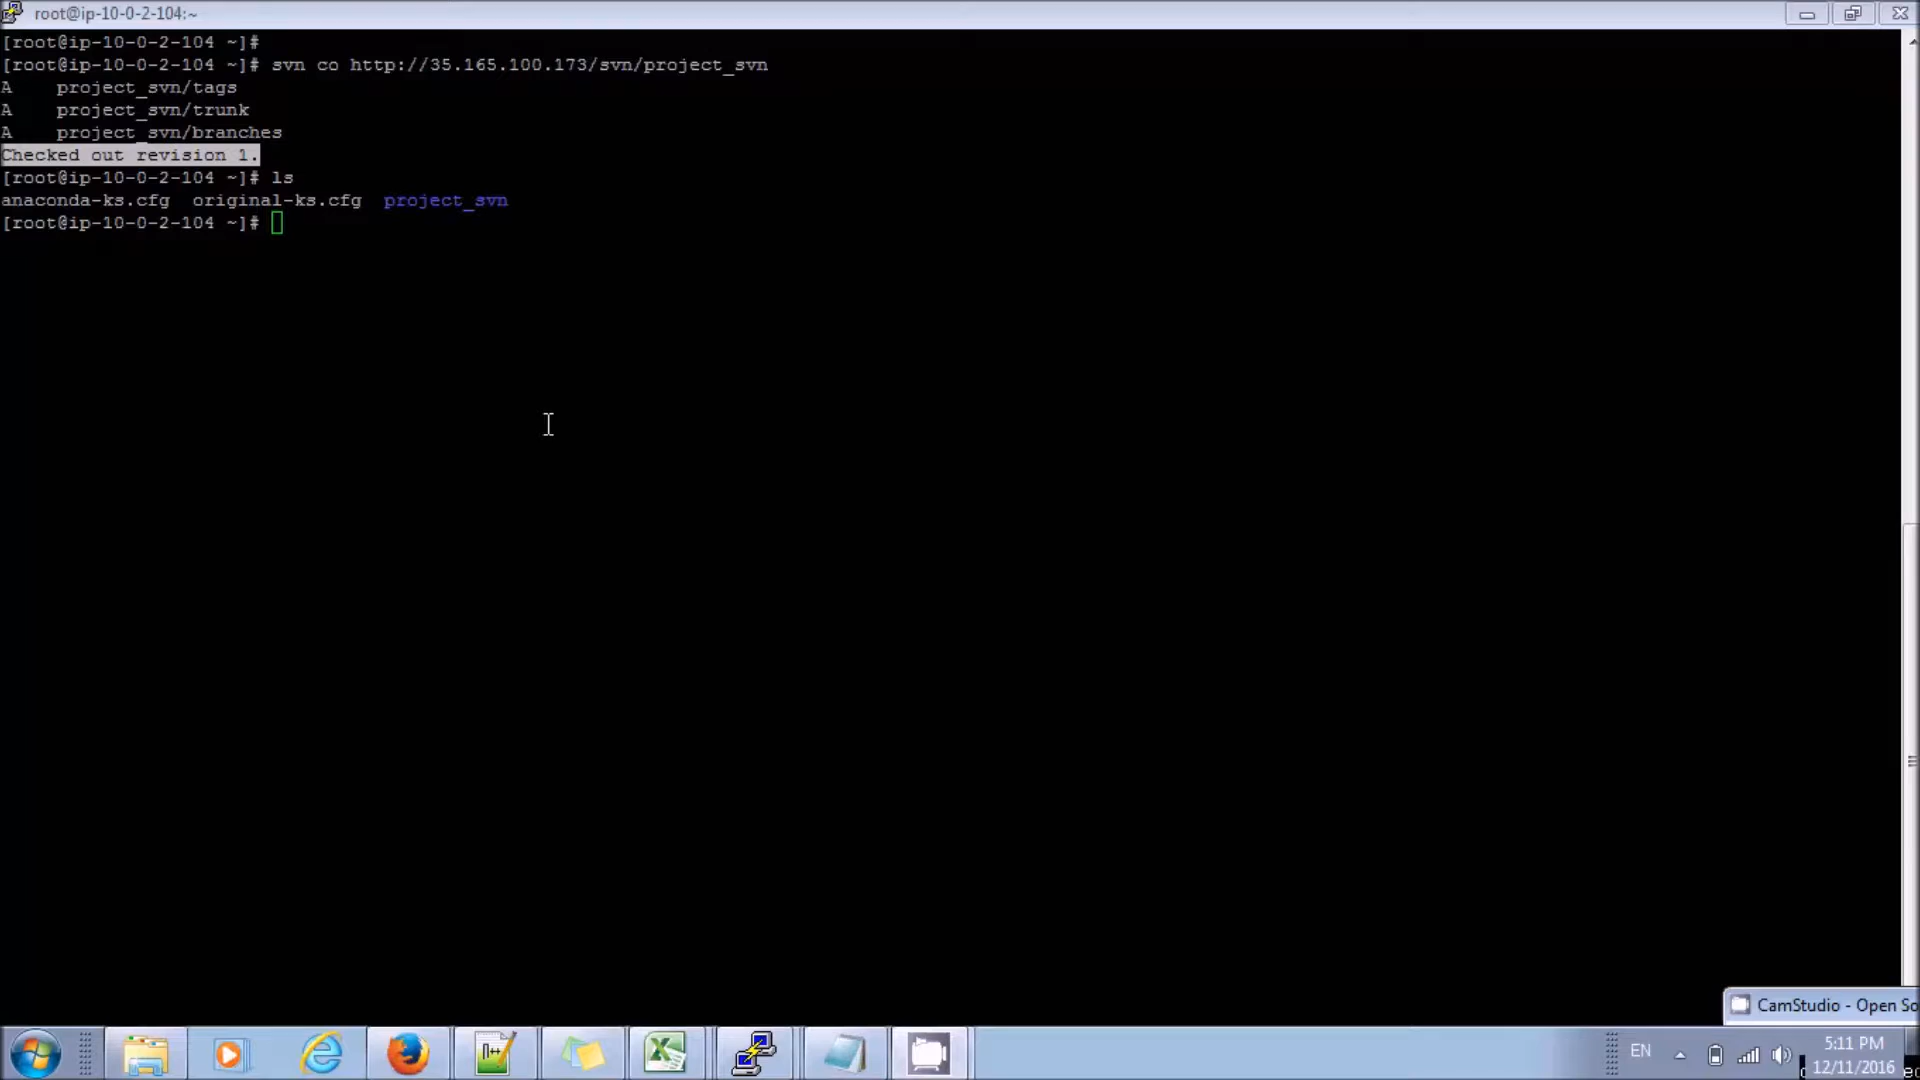 root@ip-10-0-2-104:~
[root@ip-10-0-2-104 ~]#
[root@ip-10-0-2-104 ~]# svn co http://35.165.100.173/svn/project_svn
A    project_svn/tags
A    project_svn/trunk
A    project_svn/branches
Checked out revision 1.
[root@ip-10-0-2-104 ~]# ls
anaconda-ks.cfg  original-ks.cfg  project_svn
[root@ip-10-0-2-104 ~]#
CamStudio - Open So
EN
5:11 PM
12/11/2016